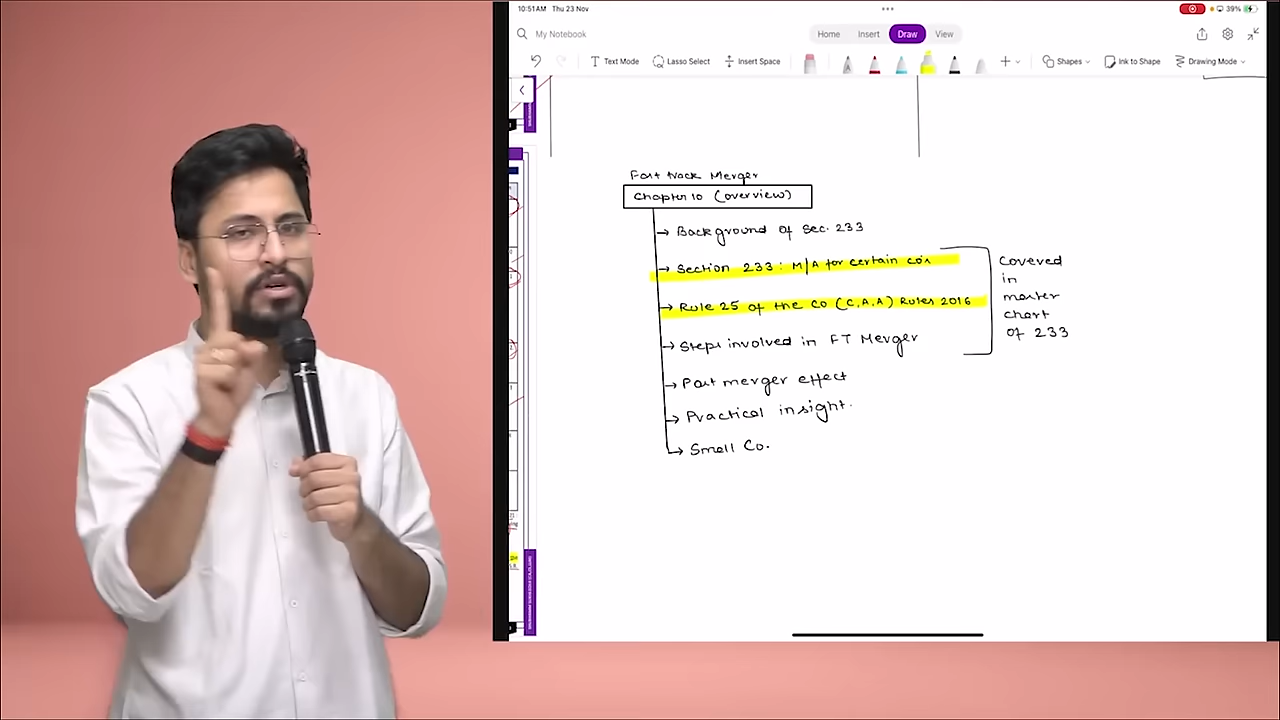 10:51AM Thu 23 Nov
39%
My Notebook
Home Insert Draw View
Text Mode Lasso Select Insert Space Shapes Ink to Shape Drawing Mode
Fast track Merger
Chapter 10 (overview)
→ Background of Sec. 233
→ Section 233 : M/A for certain co's
→ Rule 25 of the Co (C.A.A) Rules 2016
→ Steps involved in FT Merger
→ Post merger effect
→ Practical insight.
→ Small Co.
Covered
in
master
chart
of 233